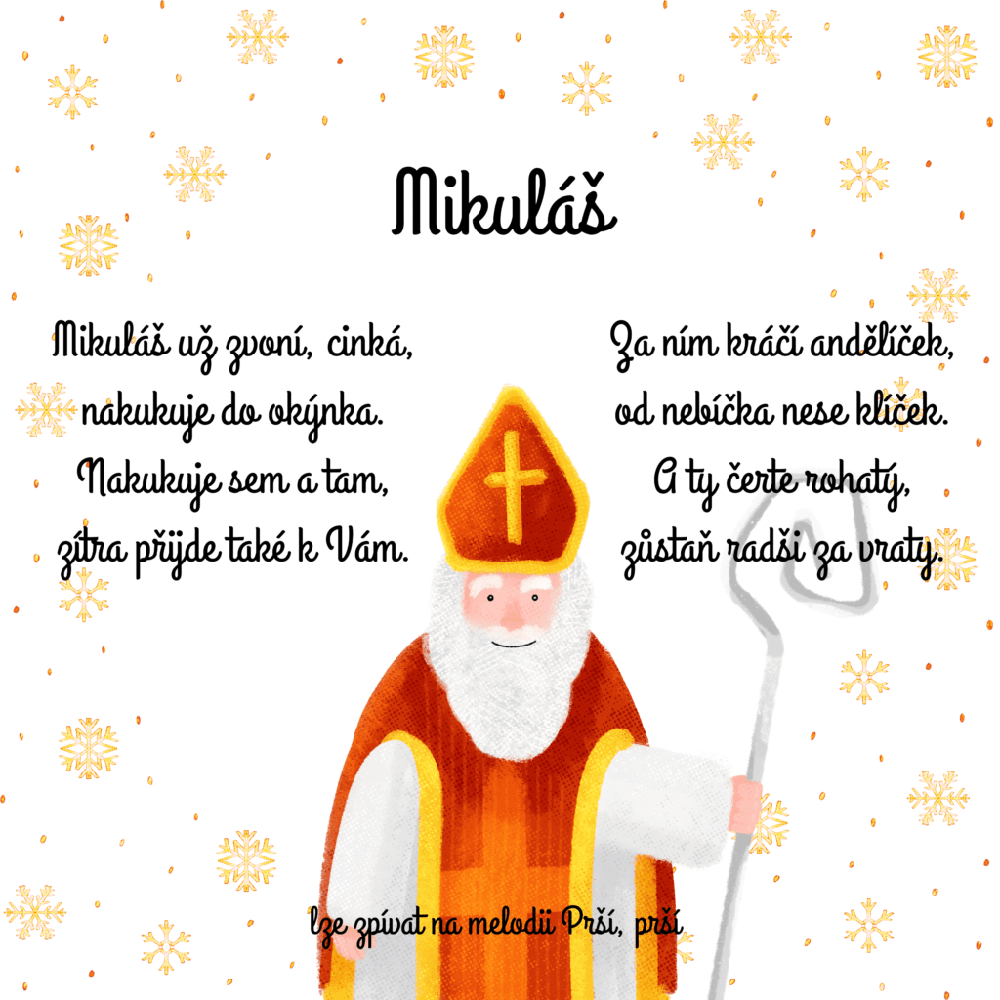 Mikuláš
Mikuláš už zvoní, cinká,
nakukuje do okýnka.
Nakukuje sem a tam,
zítra přijde také k Vám.
Za ním kráčí andělíček,
od nebíčka nese klíček.
A ty čerte rohatý,
zůstaň radši za vraty.
lze zpívat na melodii Prší, prší